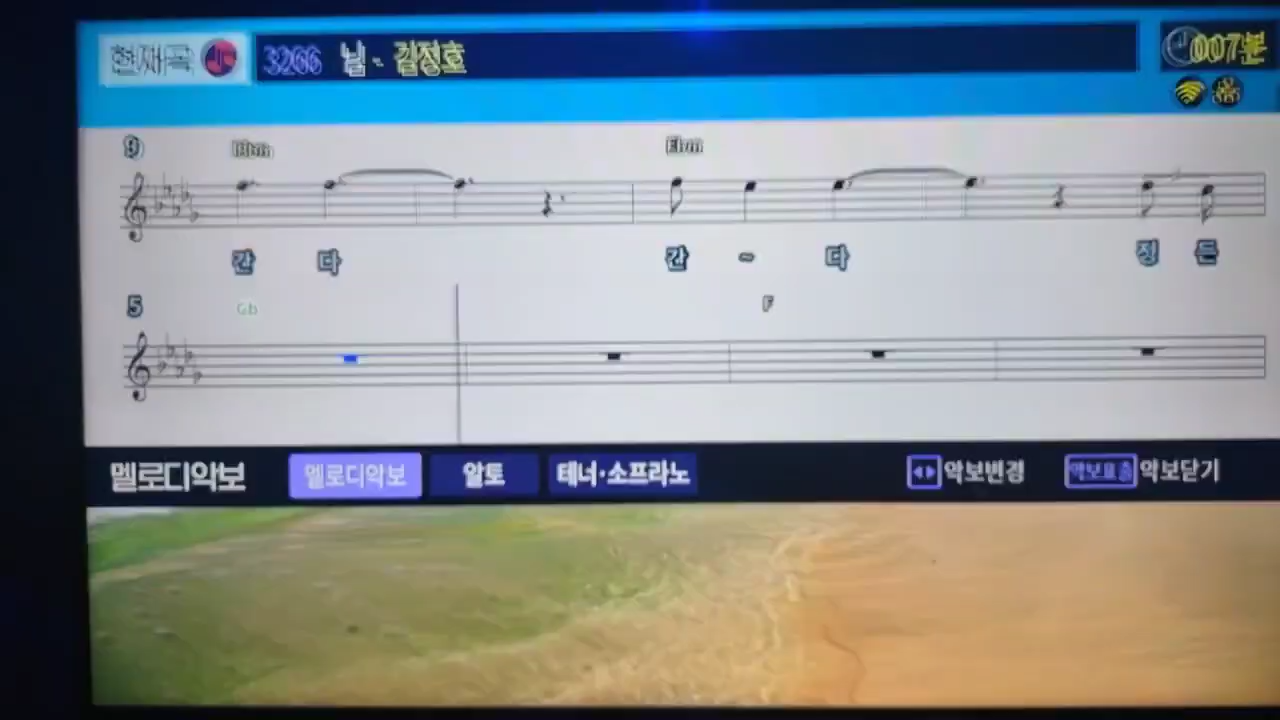 현재곡 3266 님 - 김정호 007분
9 Bbm Ebm
간 다 간 ~ 다 정 든
5 Gb F
멜로디악보 멜로디악보 알토 테너·소프라노 악보변경 악보표출 악보닫기